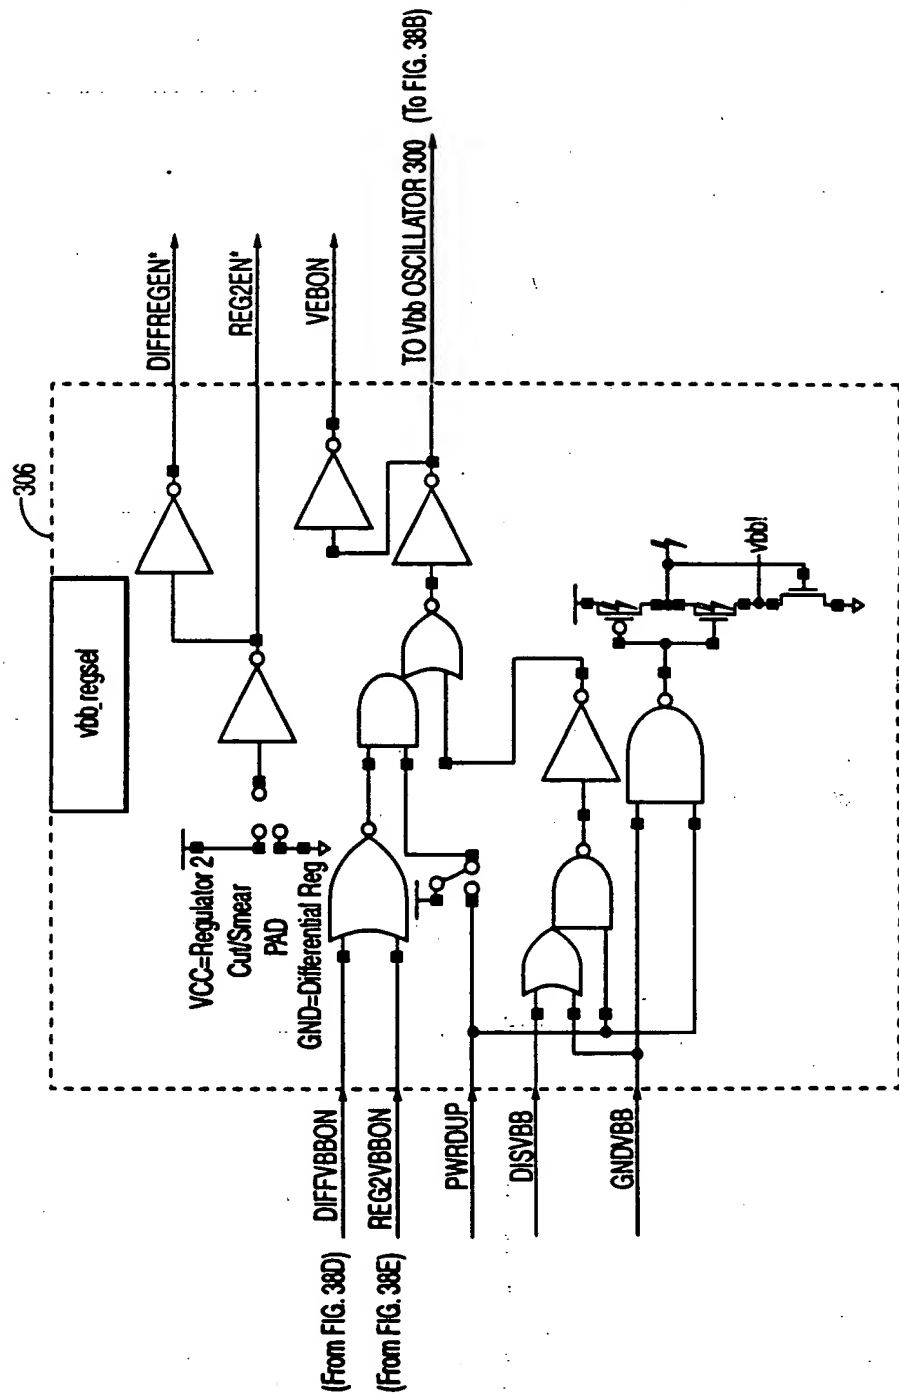 306
vbb_regsel
DIFFREGEN*
REG2EN*
VEBON
TO Vbb OSCILLATOR 300 (To FIG. 38B)
VCC=Regulator 2
Cut/Smear
PAD
GND=Differential Reg
(From FIG. 38D) DIFFVBBON
(From FIG. 38E) REG2VBBON
PWRDUP
DISVBB
GNDVBB
vbb!